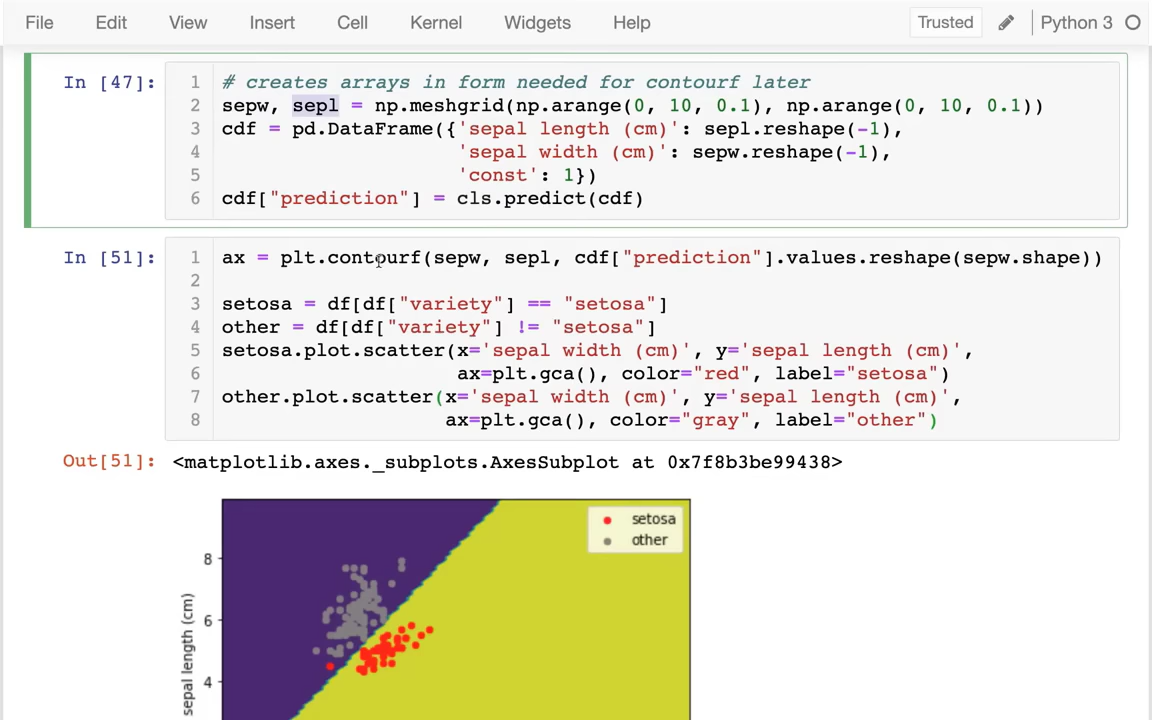 File Edit View Insert Cell Kernel Widgets Help Trusted Python 3
In [47]:
1 # creates arrays in form needed for contourf later
2 sepw, sepl = np.meshgrid(np.arange(0, 10, 0.1), np.arange(0, 10, 0.1))
3 cdf = pd.DataFrame({'sepal length (cm)': sepl.reshape(-1),
4 'sepal width (cm)': sepw.reshape(-1),
5 'const': 1})
6 cdf["prediction"] = cls.predict(cdf)
In [51]:
1 ax = plt.contourf(sepw, sepl, cdf["prediction"].values.reshape(sepw.shape))
2
3 setosa = df[df["variety"] == "setosa"]
4 other = df[df["variety"] != "setosa"]
5 setosa.plot.scatter(x='sepal width (cm)', y='sepal length (cm)',
6 ax=plt.gca(), color="red", label="setosa")
7 other.plot.scatter(x='sepal width (cm)', y='sepal length (cm)',
8 ax=plt.gca(), color="gray", label="other")
Out[51]: <matplotlib.axes._subplots.AxesSubplot at 0x7f8b3be99438>
setosa
other
8
6
4
sepal length (cm)